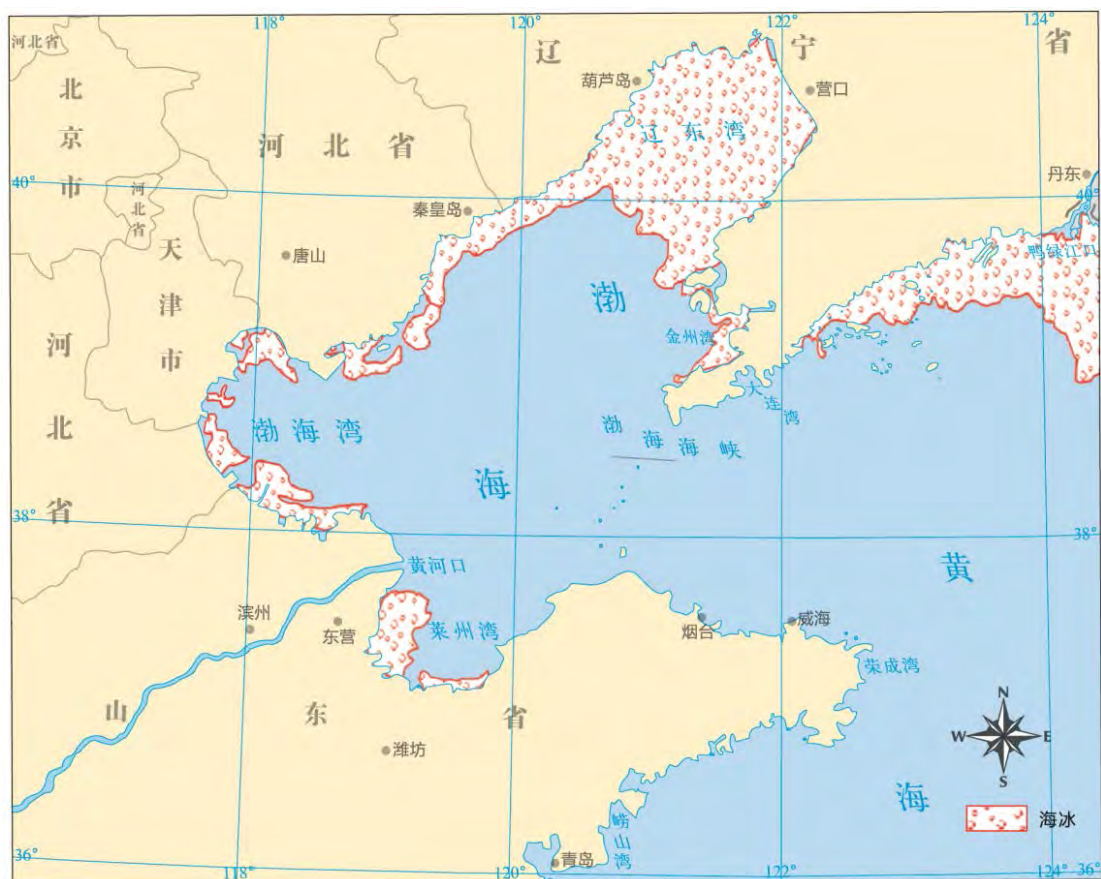 118°
120°
122°
124°
河北省
辽 宁 省
葫芦岛
营口
北京市
辽东湾
河北省
丹东
40°
40°
河北省
秦皇岛
天津市
唐山
鸭绿江口
渤
金州湾
大连湾
河北省
渤海湾
渤海海峡
海
38°
38°
黄河口
黄
滨州
东营
莱州湾
烟台
威海
荣成湾
山 东 省
N
W E
S
潍坊
海
海冰
崂山湾
青岛
36°
118°
120°
122°
124°
36°